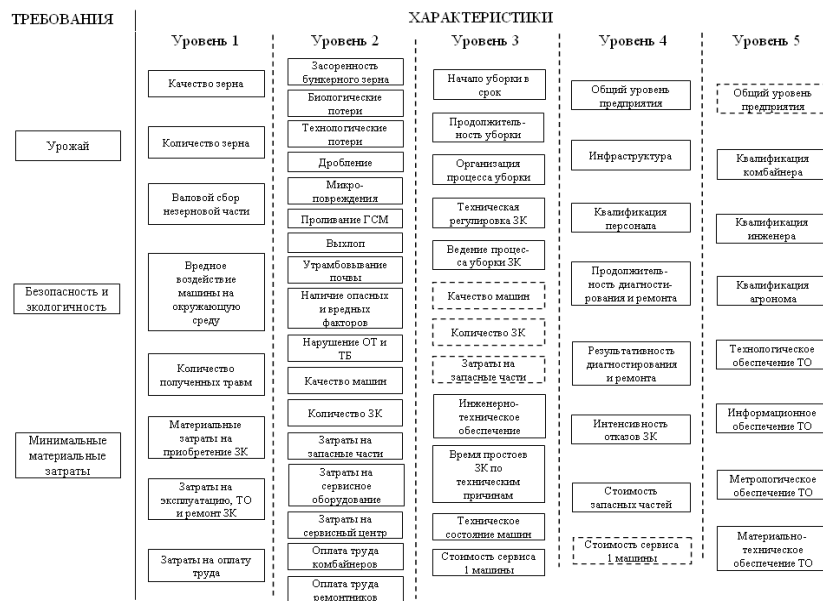 ТРЕБОВАНИЯ
ХАРАКТЕРИСТИКИ
Уровень 1
Уровень 2
Уровень 3
Уровень 4
Уровень 5
Урожай
Безопасность и
экологичность
Минимальные
материальные
затраты
Качество зерна
Количество зерна
Валовой сбор
незерновой части
Вредное
воздействие
машины на
окружающую
среду
Количество
полученных травм
Материальные
затраты на
приобретение ЗК
Затраты на
эксплуатацию, ТО
и ремонт ЗК
Затраты на оплату
труда
Засоренность
бункерного зерна
Биологические
потери
Технологические
потери
Дробление
Микро-
повреждения
Проливание ГСМ
Выхлоп
Утрамбовывание
почвы
Наличие опасных
и вредных
факторов
Нарушение ОТ и
ТБ
Качество машин
Количество ЗК
Затраты на
запасные части
Затраты на
сервисное
оборудование
Затраты на
сервисный центр
Оплата труда
комбайнеров
Оплата труда
ремонтников
Начало уборки в
срок
Продолжитель-
ность уборки
Организация
процесса уборки
Техническая
регулировка ЗК
Ведение процес-
са уборки ЗК
Качество машин
Количество ЗК
Затраты на
запасные части
Инженерно-
техническое
обеспечение
Время простоев
ЗК по
техническим
причинам
Техническое
состояние машин
Стоимость сервиса
1 машины
Общий уровень
предприятия
Инфраструктура
Квалификация
персонала
Продолжитель-
ность диагности-
рования и ремонта
Результативность
диагностирования
и ремонта
Интенсивность
отказов ЗК
Стоимость
запасных частей
Стоимость сервиса
1 машины
Общий уровень
предприятия
Квалификация
комбайнера
Квалификация
инженера
Квалификация
агронома
Технологическое
обеспечение ТО
Информационное
обеспечение ТО
Метрологическое
обеспечение ТО
Материально-
техническое
обеспечение ТО